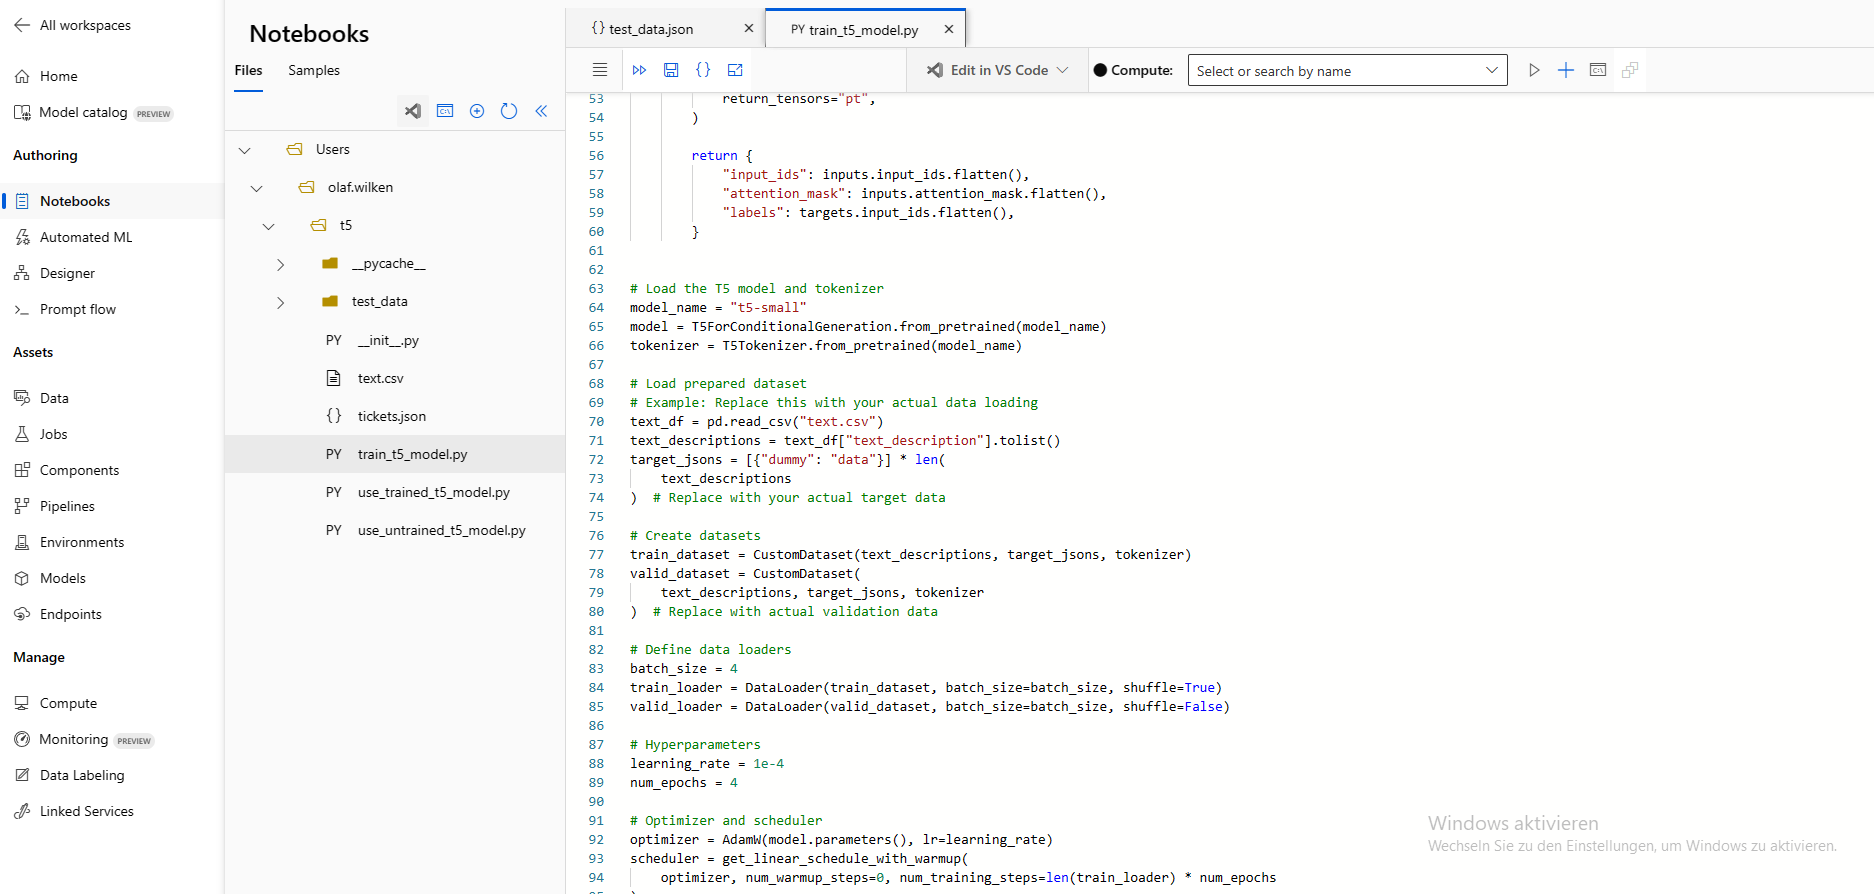 All workspaces
Home
Model catalog PREVIEW
Authoring
Notebooks
Automated ML
Designer
Prompt flow
Assets
Data
Jobs
Components
Pipelines
Environments
Models
Endpoints
Manage
Compute
Monitoring PREVIEW
Data Labeling
Linked Services
Notebooks
Files Samples
Users
olaf.wilken
t5
__pycache__
test_data
PY __init__.py
text.csv
{} tickets.json
PY train_t5_model.py
PY use_trained_t5_model.py
PY use_untrained_t5_model.py
{} test_data.json
PY train_t5_model.py
{} Edit in VS Code Compute: Select or search by name
53 return_tensors="pt",
54 )
55
56 return {
57 "input_ids": inputs.input_ids.flatten(),
58 "attention_mask": inputs.attention_mask.flatten(),
59 "labels": targets.input_ids.flatten(),
60 }
61
62
63 # Load the T5 model and tokenizer
64 model_name = "t5-small"
65 model = T5ForConditionalGeneration.from_pretrained(model_name)
66 tokenizer = T5Tokenizer.from_pretrained(model_name)
67
68 # Load prepared dataset
69 # Example: Replace this with your actual data loading
70 text_df = pd.read_csv("text.csv")
71 text_descriptions = text_df["text_description"].tolist()
72 target_jsons = [{"dummy": "data"}] * len(
73 text_descriptions
74 ) # Replace with your actual target data
75
76 # Create datasets
77 train_dataset = CustomDataset(text_descriptions, target_jsons, tokenizer)
78 valid_dataset = CustomDataset(
79 text_descriptions, target_jsons, tokenizer
80 ) # Replace with actual validation data
81
82 # Define data loaders
83 batch_size = 4
84 train_loader = DataLoader(train_dataset, batch_size=batch_size, shuffle=True)
85 valid_loader = DataLoader(valid_dataset, batch_size=batch_size, shuffle=False)
86
87 # Hyperparameters
88 learning_rate = 1e-4
89 num_epochs = 4
90
91 # Optimizer and scheduler
92 optimizer = AdamW(model.parameters(), lr=learning_rate)
93 scheduler = get_linear_schedule_with_warmup(
94 optimizer, num_warmup_steps=0, num_training_steps=len(train_loader) * num_epochs
Windows aktivieren
Wechseln Sie zu den Einstellungen, um Windows zu aktivieren.